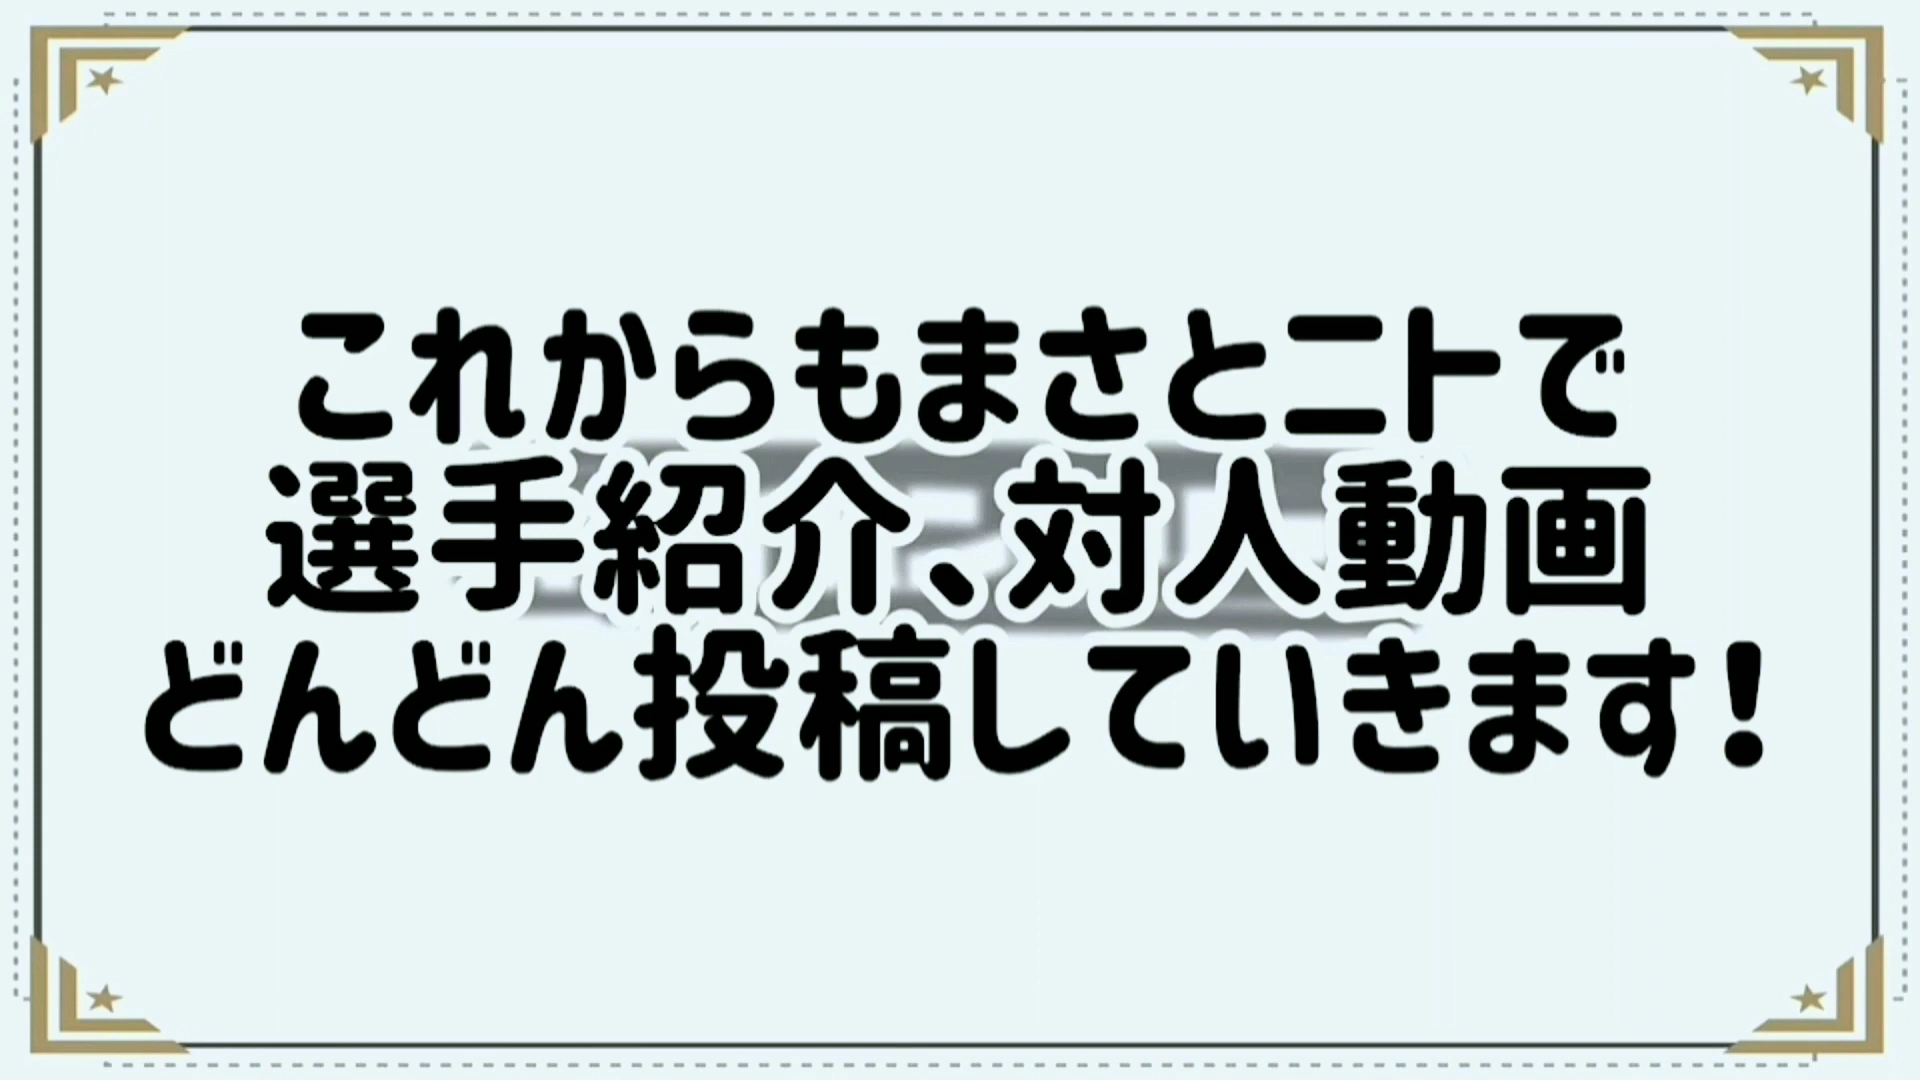 これからもまさとニトで
選手紹介、対人動画
どんどん投稿していきます！